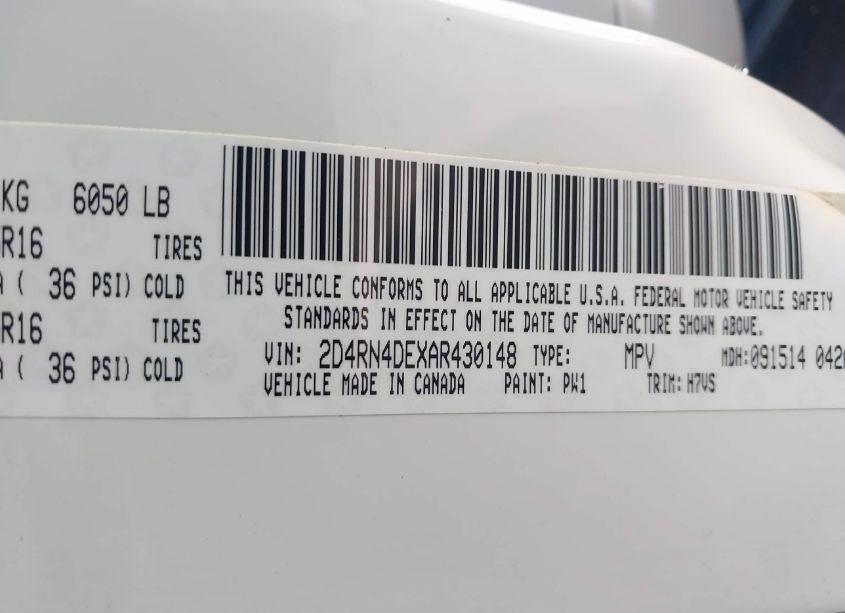 KG 6050 LB
R16 TIRES
( 36 PSI) COLD
R16 TIRES
( 36 PSI) COLD
THIS VEHICLE CONFORMS TO ALL APPLICABLE U.S.A. FEDERAL MOTOR VEHICLE SAFETY
STANDARDS IN EFFECT ON THE DATE OF MANUFACTURE SHOWN ABOVE.
VIN: 2D4RN4DEXAR430148 TYPE: MPV MDH: 091514 042
VEHICLE MADE IN CANADA PAINT: PW1 TRIM: H7VS